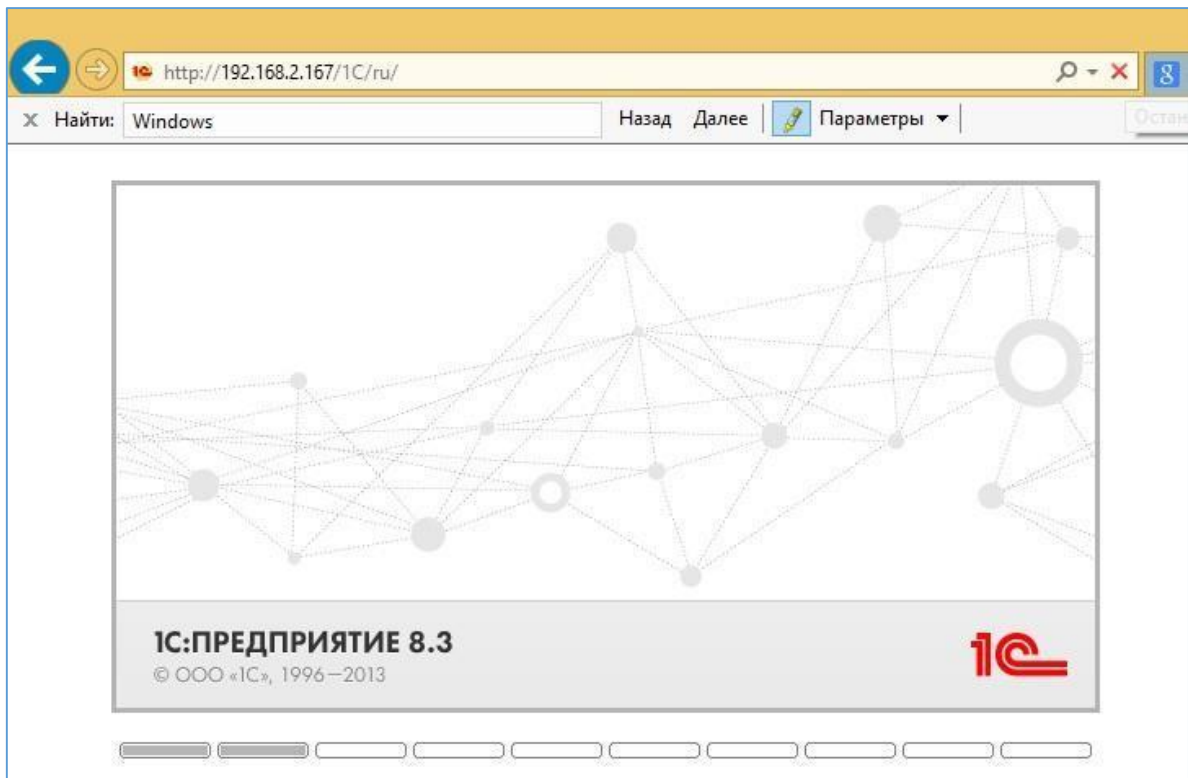 http://192.168.2.167/1C/ru/
x Найти: Windows Назад Далее Параметры
Остан
1С:ПРЕДПРИЯТИЕ 8.3
© ООО «1С», 1996—2013
1С